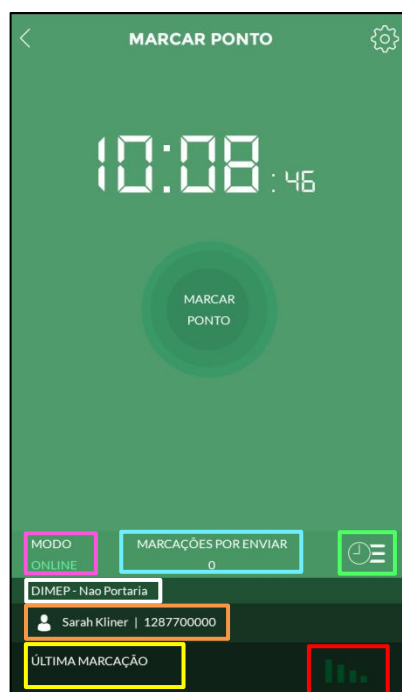 MARCAR PONTO
10:08:46
MARCAR
PONTO
MODO
ONLINE
MARCAÇÕES POR ENVIAR
0
DIMEP - Nao Portaria
Sarah Kliner | 1287700000
ÚLTIMA MARCAÇÃO